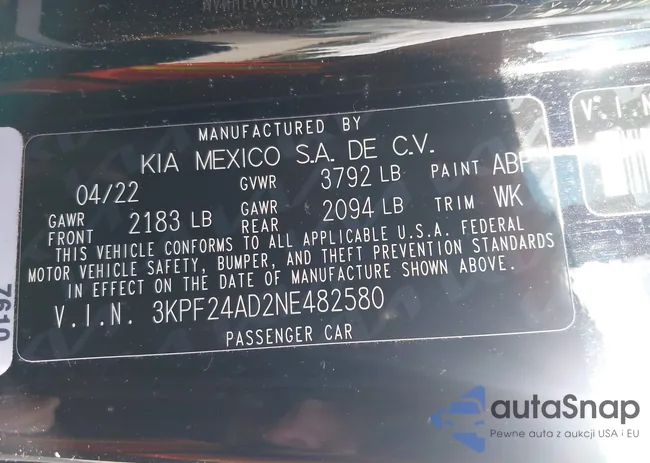 MANUFACTURED BY
KIA MEXICO S.A. DE C.V.
04/22 GVWR 3792 LB PAINT ABP
GAWR FRONT 2183 LB GAWR REAR 2094 LB TRIM WK
THIS VEHICLE CONFORMS TO ALL APPLICABLE U.S.A. FEDERAL
MOTOR VEHICLE SAFETY, BUMPER, AND THEFT PREVENTION STANDARDS
IN EFFECT ON THE DATE OF MANUFACTURE SHOWN ABOVE.
V.I.N. 3KPF24AD2NE482580
PASSENGER CAR
V.I.N
7610
autaSnap
Pewne auta z aukcji USA i EU